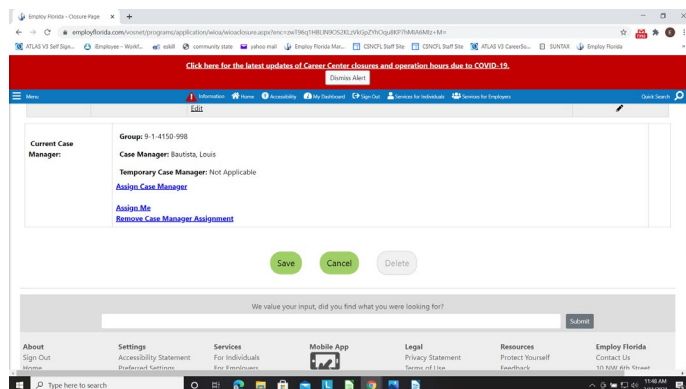 Employ Florida - Closure Page
employflorida.com/vosnet/programs/application/wioa/wioaclosure.aspx?enc=
ATLAS V3 Self Sign... iEmployee – Workf... eskill community state yahoo mail Employ Florida Mar... CSNCFL Staff Site CSNCFL Staff Site ATLAS V3 CareerSo... SUNTAX Employ Florida
Click here for the latest updates of Career Center closures and operation hours due to COVID-19.
Dismiss Alert
Menu Information Home Accessibility My Dashboard Sign Out Services for Individuals Services for Employers Quick Search
Edit
Current Case Manager:
Group: 9-1-4150-998
Case Manager: Bautista, Louis
Temporary Case Manager: Not Applicable
Assign Case Manager
Assign Me
Remove Case Manager Assignment
Save Cancel Delete
We value your input, did you find what you were looking for?
Submit
About Settings Services Mobile App Legal Resources Employ Florida
Sign Out Accessibility Statement For Individuals Privacy Statement Protect Yourself Contact Us
Home Preferred Settings For Employers Terms of Use Feedback 10 NW 6th Street
Type here to search
11:48 AM